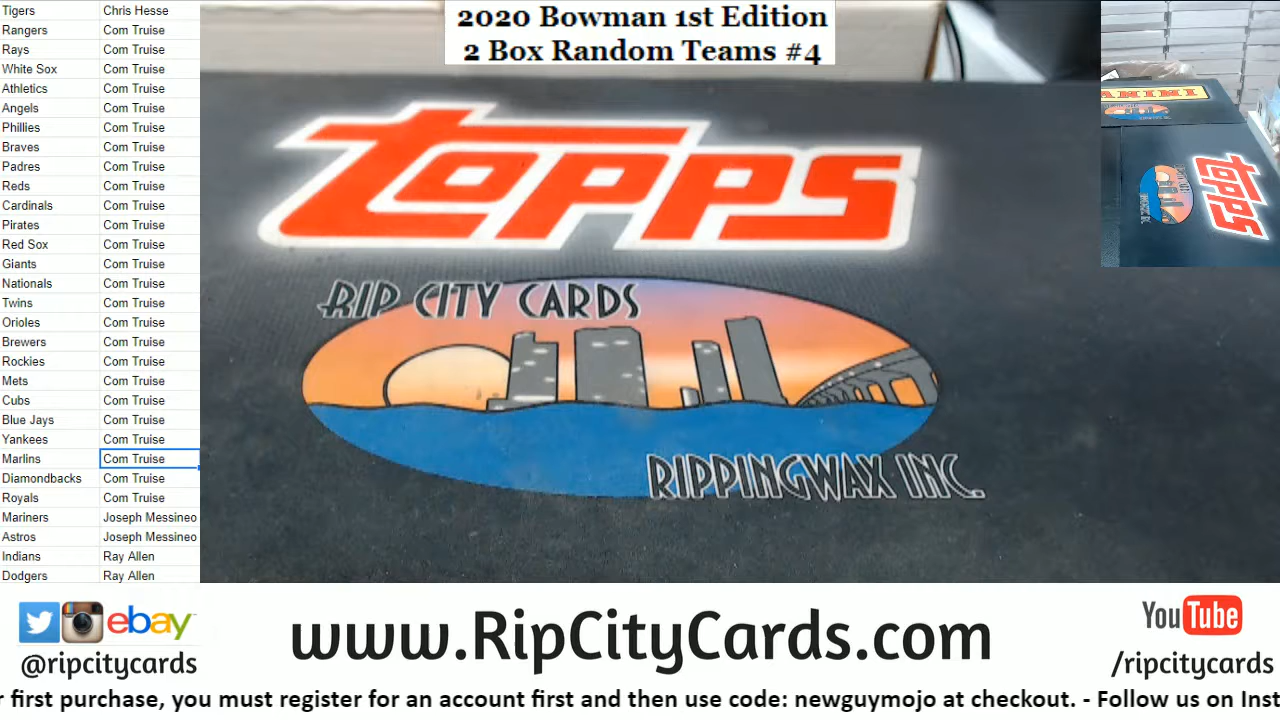 Tigers Chris Hesse
Rangers Com Truise
Rays Com Truise
White Sox Com Truise
Athletics Com Truise
Angels Com Truise
Phillies Com Truise
Braves Com Truise
Padres Com Truise
Reds Com Truise
Cardinals Com Truise
Pirates Com Truise
Red Sox Com Truise
Giants Com Truise
Nationals Com Truise
Twins Com Truise
Orioles Com Truise
Brewers Com Truise
Rockies Com Truise
Mets Com Truise
Cubs Com Truise
Blue Jays Com Truise
Yankees Com Truise
Marlins Com Truise
Diamondbacks Com Truise
Royals Com Truise
Mariners Joseph Messineo
Astros Joseph Messineo
Indians Ray Allen
Dodgers Ray Allen
2020 Bowman 1st Edition
2 Box Random Teams #4
topps
RIP CITY CARDS
RIPPINGWAX INC.
ANINI
topps
ebay
@ripcitycards
www.RipCityCards.com
YouTube
/ripcitycards
r first purchase, you must register for an account first and then use code: newguymojo at checkout. - Follow us on Inst